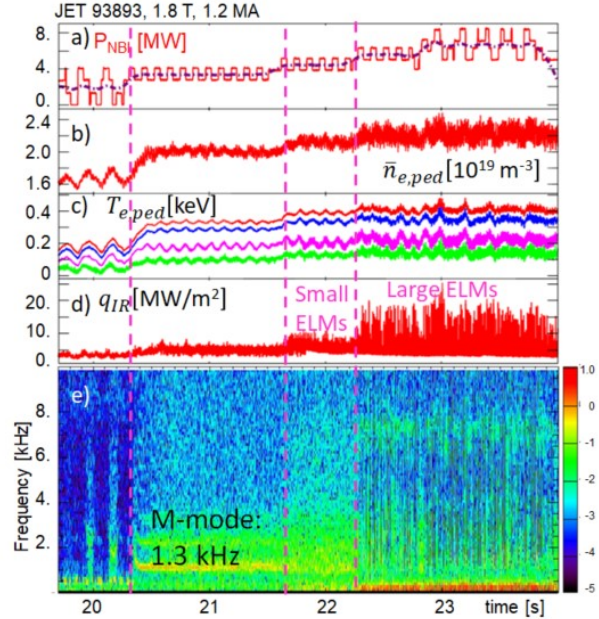 JET 93893, 1.8 T, 1.2 MA
a) P_NBI [MW]
8.
4.
0.
b) n̄_e,ped [10^19 m^-3]
2.4
2.0
1.6
c) T_e,ped [keV]
0.4
0.2
0
d) q_IR [MW/m²]
Small ELMs
Large ELMs
20
10
0.
e)
Frequency [kHz]
8.
6.
4.
2.
M-mode:
1.3 kHz
1.0
0
-1
-2
-3
-4
-5
20 21 22 23 time [s]